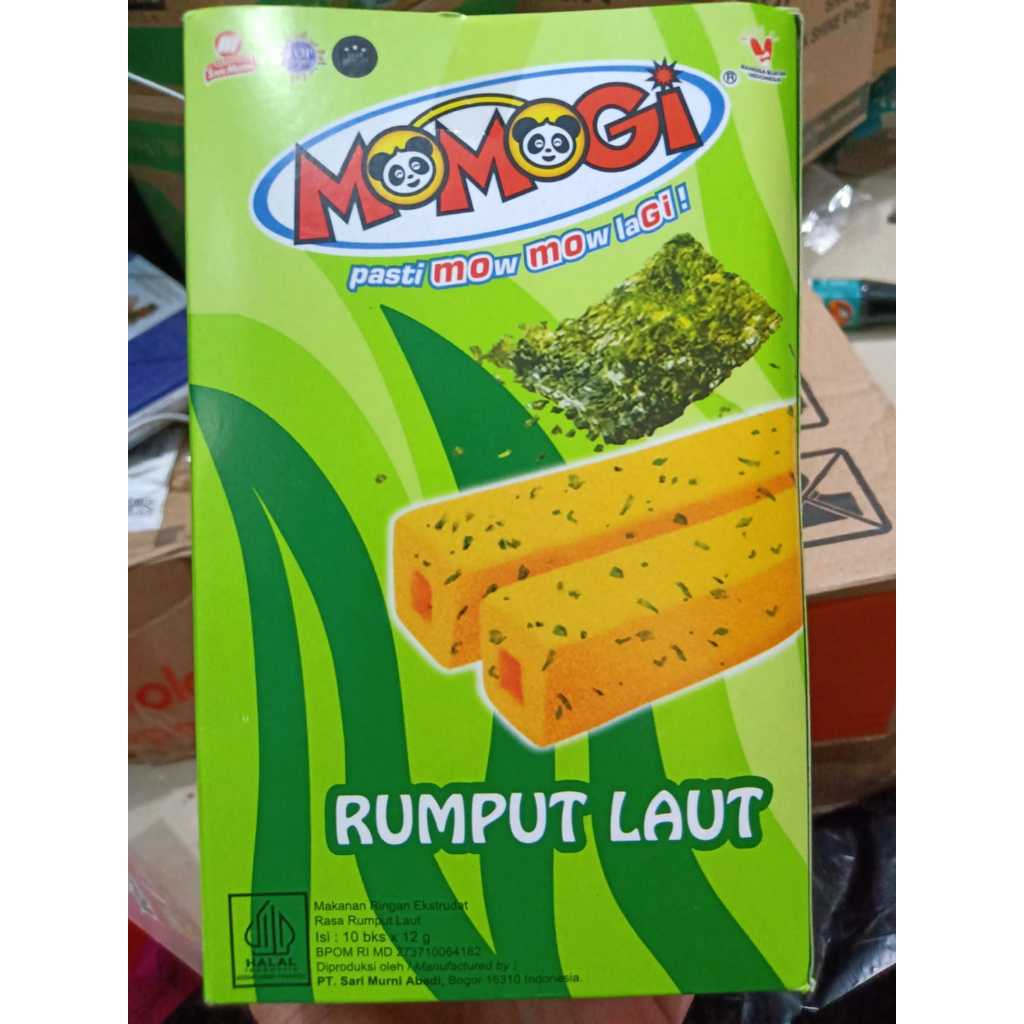 MOMOGi
®
pasti mow mow laGi !
RUMPUT LAUT
Makanan Ringan Ekstrudat
Rasa Rumput Laut
Isi : 10 bks x 12 g
BPOM RI MD 273710064182
Diproduksi oleh / Manufactured by :
PT. Sari Murni Abadi, Bogor 16310 Indonesia.
HALAL
INDONESIA